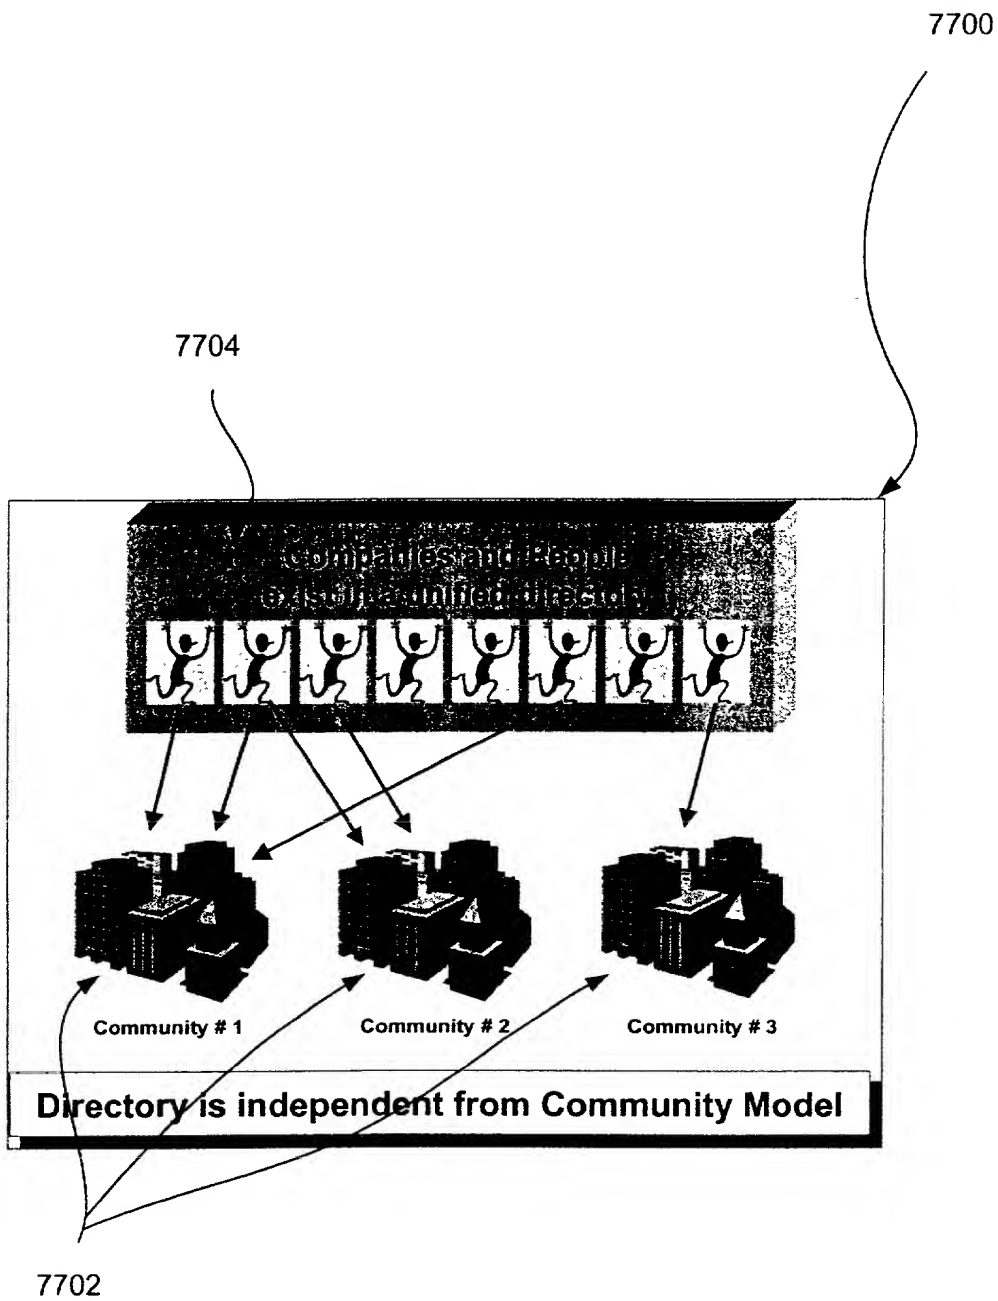 7700
7704
Companies and People
exist in a unified directory
Community # 1
Community # 2
Community # 3
Directory is independent from Community Model
7702